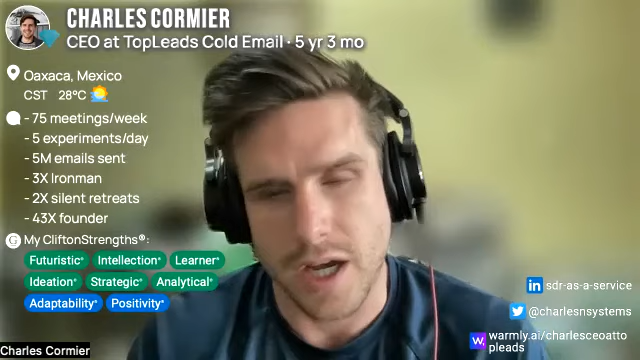 CHARLES CORMIER
CEO at TopLeads Cold Email · 5 yr 3 mo
Oaxaca, Mexico
CST 28°C
- 75 meetings/week
- 5 experiments/day
- 5M emails sent
- 3X Ironman
- 2X silent retreats
- 43X founder
G My CliftonStrengths®:
Futuristic® Intellection® Learner®
Ideation® Strategic® Analytical®
Adaptability® Positivity®
in sdr-as-a-service
@charlesnsystems
W. warmly.ai/charlesceoatto
pleads
Charles Cormier